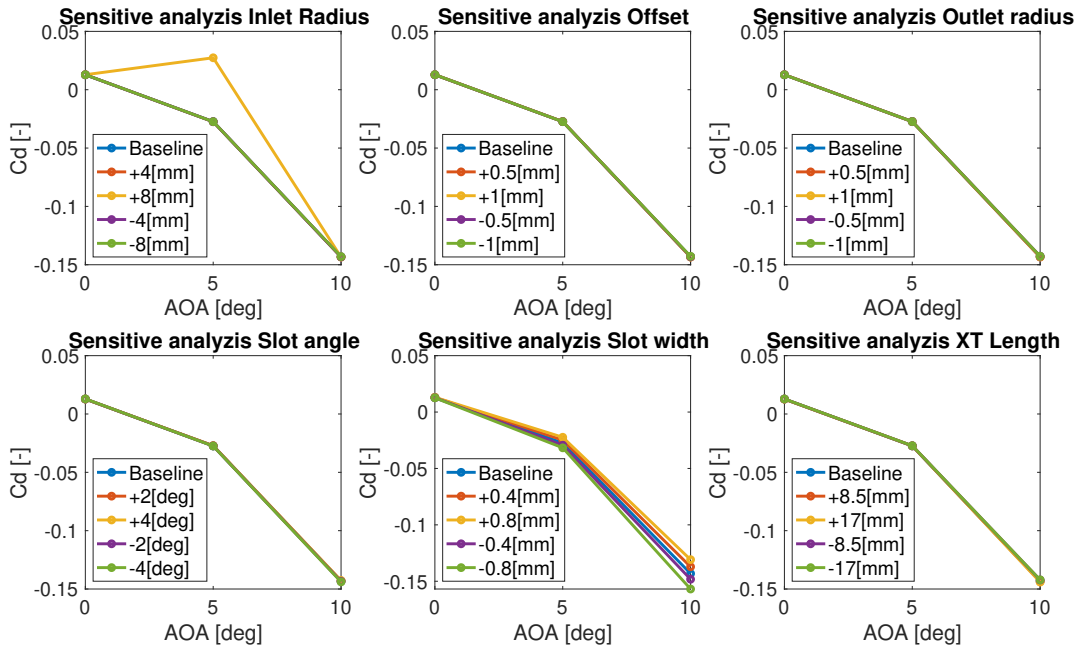 Sensitive analyzis Inlet Radius
0.05
0
-0.05
-0.1
-0.15
Cd [-]
Baseline
+4[mm]
+8[mm]
-4[mm]
-8[mm]
0 5 10
AOA [deg]
Sensitive analyzis Offset
0.05
0
-0.05
-0.1
-0.15
Cd [-]
Baseline
+0.5[mm]
+1[mm]
-0.5[mm]
-1[mm]
0 5 10
AOA [deg]
Sensitive analyzis Outlet radius
0.05
0
-0.05
-0.1
-0.15
Cd [-]
Baseline
+0.5[mm]
+1[mm]
-0.5[mm]
-1[mm]
0 5 10
AOA [deg]
Sensitive analyzis Slot angle
0.05
0
-0.05
-0.1
-0.15
Cd [-]
Baseline
+2[deg]
+4[deg]
-2[deg]
-4[deg]
0 5 10
AOA [deg]
Sensitive analyzis Slot width
0.05
0
-0.05
-0.1
-0.15
Cd [-]
Baseline
+0.4[mm]
+0.8[mm]
-0.4[mm]
-0.8[mm]
0 5 10
AOA [deg]
Sensitive analyzis XT Length
0.05
0
-0.05
-0.1
-0.15
Cd [-]
Baseline
+8.5[mm]
+17[mm]
-8.5[mm]
-17[mm]
0 5 10
AOA [deg]